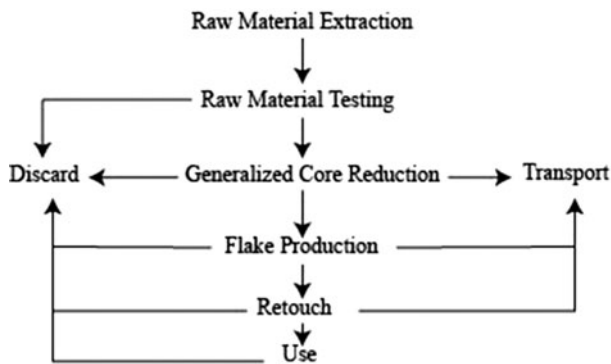 Raw Material Extraction
Raw Material Testing
Discard Generalized Core Reduction Transport
Flake Production
Retouch
Use